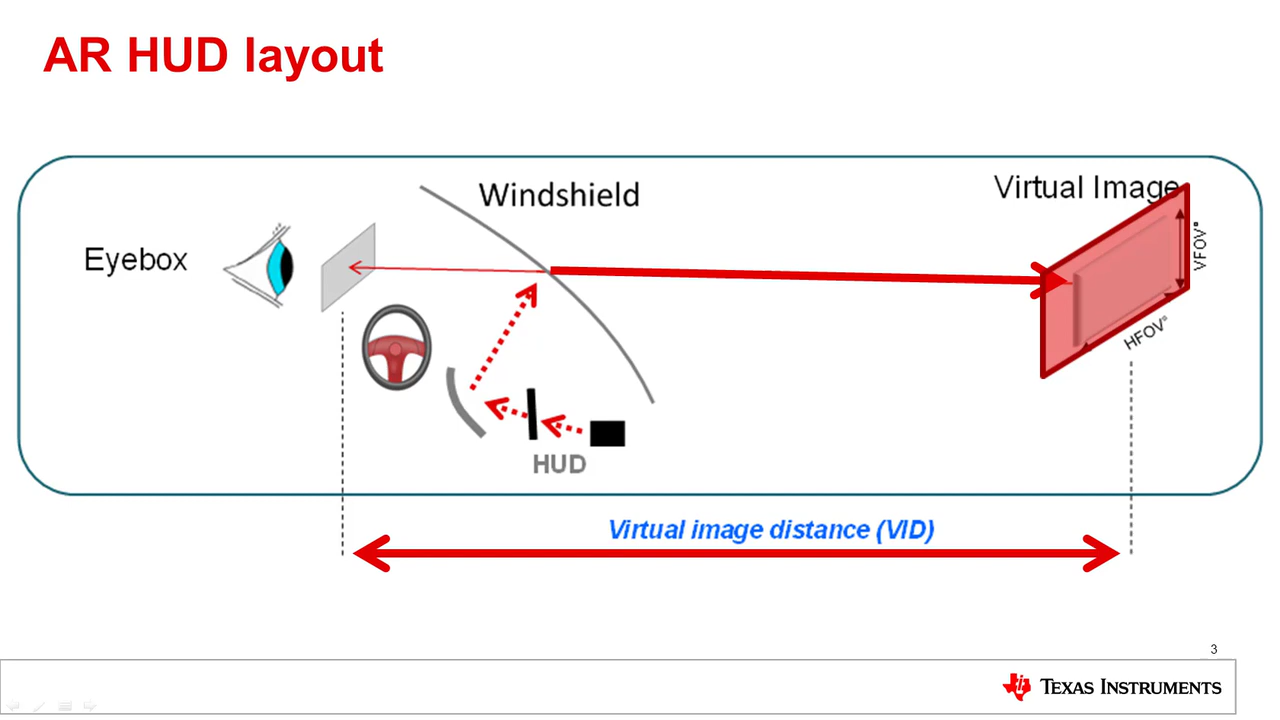 AR HUD layout
Windshield
Virtual Image
Eyebox
VFOV°
HFOV°
HUD
Virtual image distance (VID)
3
TEXAS INSTRUMENTS